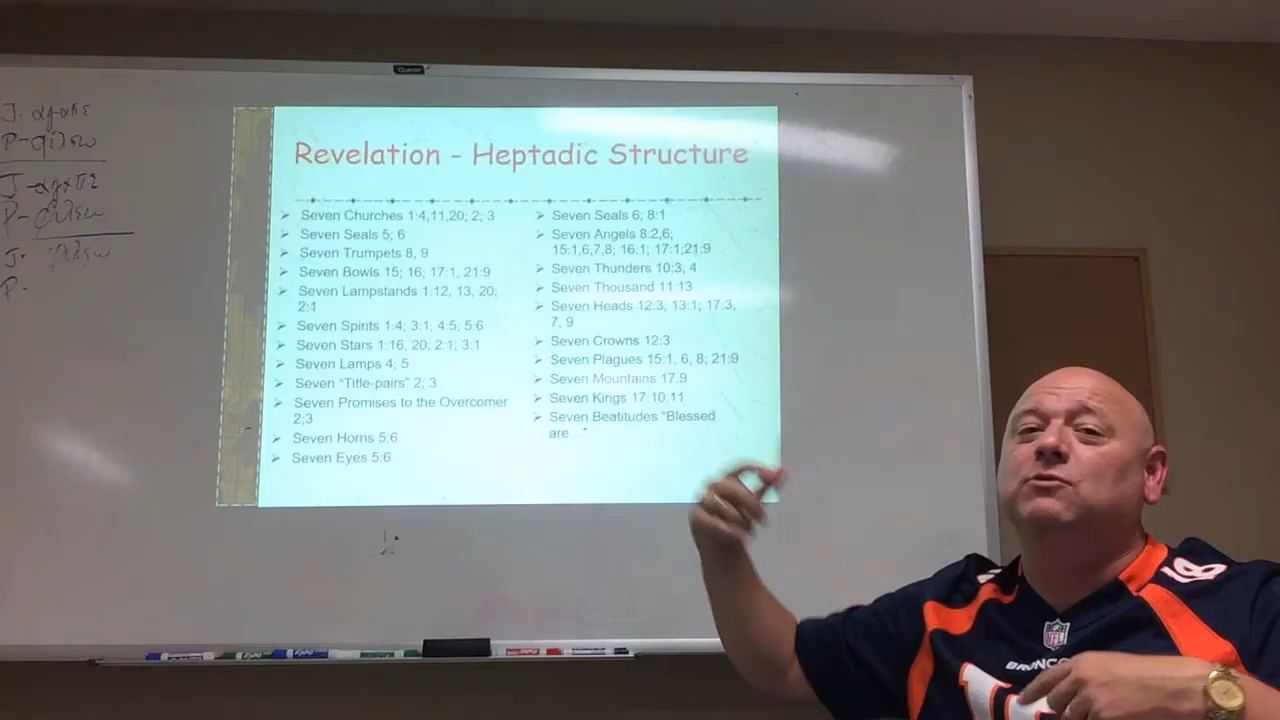 J. αγαπε
P-φιλεω
J-αγαπε
P-φιλεω
J. φιλεω
P-
Quartet
Revelation - Heptadic Structure
Seven Churches 1:4,11,20; 2; 3
Seven Seals 5; 6
Seven Trumpets 8, 9
Seven Bowls 15; 16; 17:1, 21:9
Seven Lampstands 1:12, 13, 20;
2:1
Seven Spirits 1:4; 3:1; 4:5; 5:6
Seven Stars 1:16, 20; 2:1; 3:1
Seven Lamps 4; 5
Seven “Title-pairs” 2; 3
Seven Promises to the Overcomer
2;3
Seven Horns 5:6
Seven Eyes 5:6
Seven Seals 6; 8:1
Seven Angels 8:2,6;
15:1,6,7,8; 16:1; 17:1;21:9
Seven Thunders 10:3, 4
Seven Thousand 11:13
Seven Heads 12:3; 13:1; 17:3,
7, 9
Seven Crowns 12:3
Seven Plagues 15:1, 6, 8; 21:9
Seven Mountains 17:9
Seven Kings 17:10,11
Seven Beatitudes “Blessed
are...”
18
NFL
BRONCOS